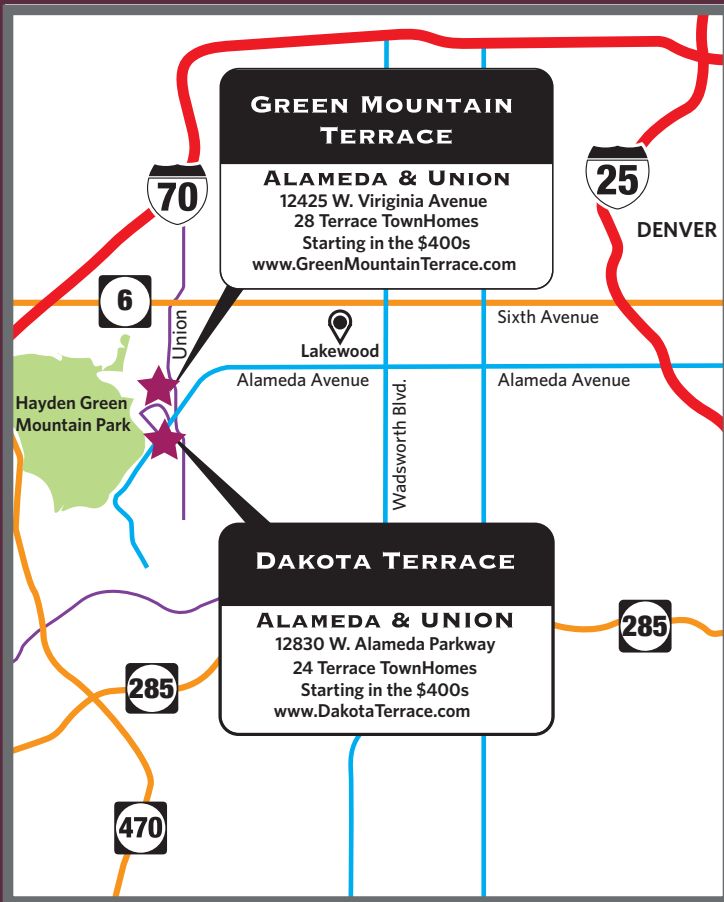 GREEN MOUNTAIN
TERRACE
ALAMEDA & UNION
12425 W. Viriginia Avenue
28 Terrace TownHomes
Starting in the $400s
www.GreenMountainTerrace.com
70
25
DENVER
6
Union
Sixth Avenue
Lakewood
Alameda Avenue
Alameda Avenue
Hayden Green
Mountain Park
Wadsworth Blvd.
DAKOTA TERRACE
ALAMEDA & UNION
12830 W. Alameda Parkway
24 Terrace TownHomes
Starting in the $400s
www.DakotaTerrace.com
285
285
470